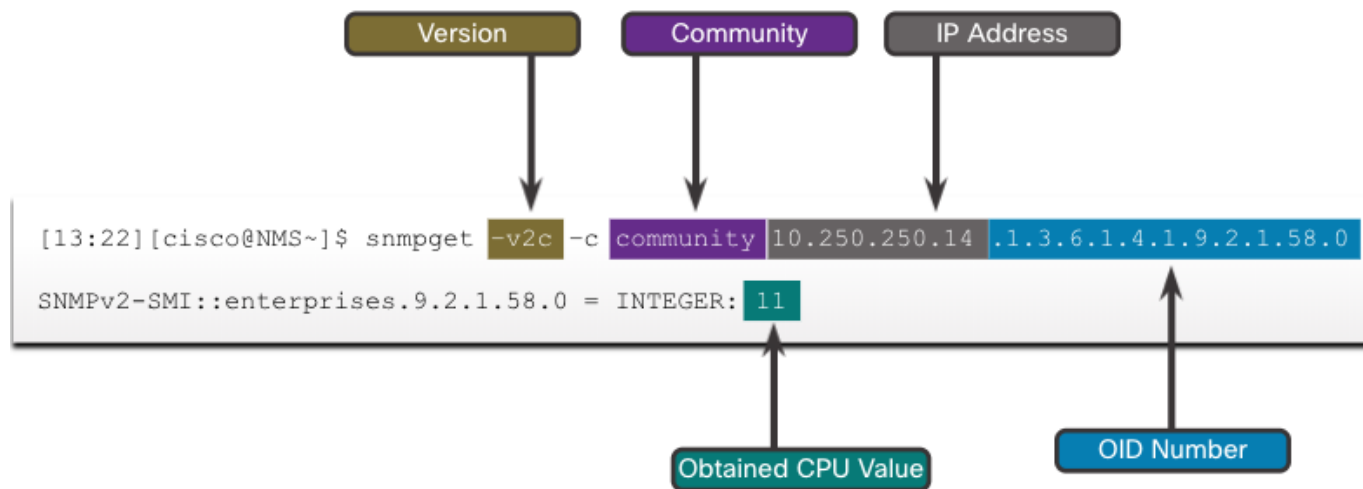 Version Community IP Address
[13:22][cisco@NMS~]$ snmpget -v2c -c community 10.250.250.14 .1.3.6.1.4.1.9.2.1.58.0
SNMPv2-SMI::enterprises.9.2.1.58.0 = INTEGER: 11
Obtained CPU Value OID Number